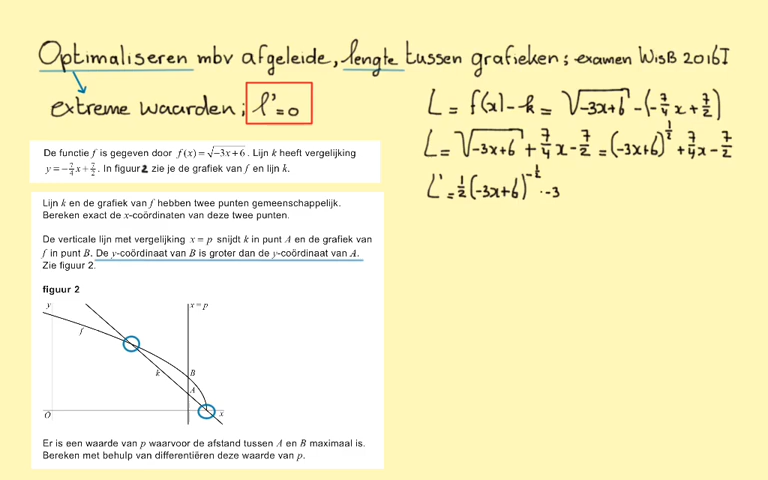 Optimaliseren mbv afgeleide, lengte tussen grafieken; examen WisB 2016I
extreme waarden; l'=0
L = f(x) - k = √-3x+6 - (-7/4 x + 7/2)
L = √-3x+6 + 7/4 x - 7/2 = (-3x+6)^1/2 + 7/4 x - 7/2
L' = 1/2 (-3x+6)^-1/2 · -3
De functie f is gegeven door f(x) = √-3x+6. Lijn k heeft vergelijking
y = -7/4 x + 7/2. In figuur 2 zie je de grafiek van f en lijn k.
Lijn k en de grafiek van f hebben twee punten gemeenschappelijk.
Bereken exact de x-coördinaten van deze twee punten.
De verticale lijn met vergelijking x = p snijdt k in punt A en de grafiek van
f in punt B. De y-coördinaat van B is groter dan de y-coördinaat van A.
Zie figuur 2.
figuur 2
y
x = p
f
k
B
A
O
x
Er is een waarde van p waarvoor de afstand tussen A en B maximaal is.
Bereken met behulp van differentiëren deze waarde van p.